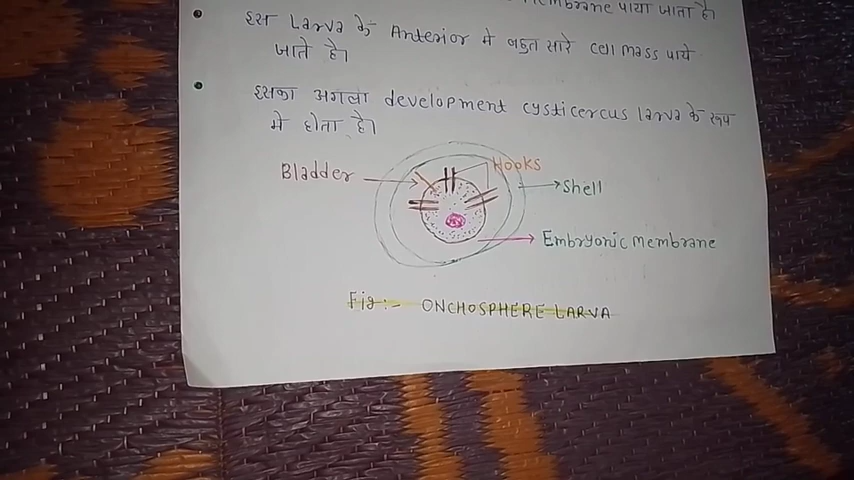 membrane पाया जाता है।
इस Larva के Anterior मे बहुत सारे cell mass पाये
जाते है।
इसका अगला development cysticercus larva के रूप
मे होता है।
Bladder
Hooks
Shell
Embryonic membrane
Fig:- ONCHOSPHERE LARVA